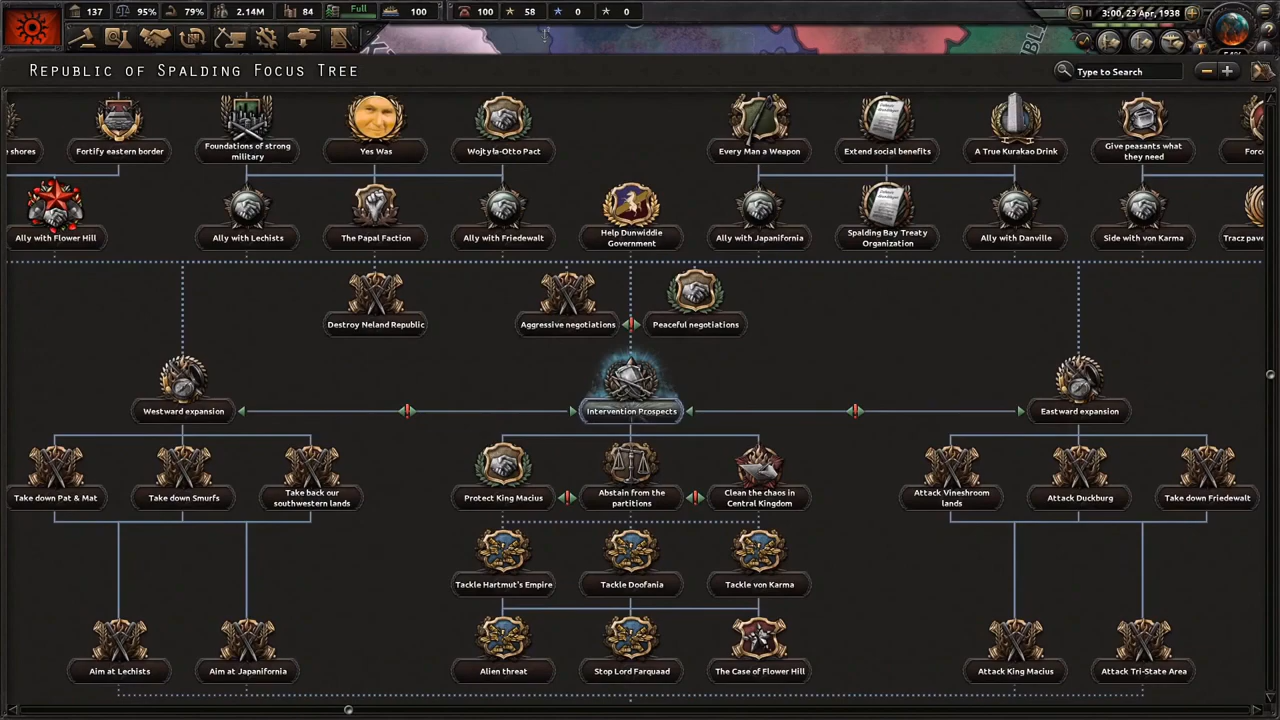 137
95%
79%
2.14M
84
Full
100
100
58
0
0
3:00, 23 Apr, 1938
Republic of Spalding Focus Tree
Type to Search
shores
Fortify eastern border
Foundations of strong
military
Yes Was
Wojtyła-Otto Pact
Every Man a Weapon
Extend social benefits
A True Kurakao Drink
Give peasants what
they need
Ally with Flower Hill
Ally with Lechists
The Papal Faction
Ally with Friedewalt
Help Dunwiddie
Government
Ally with Japanifornia
Spalding Bay Treaty
Organization
Ally with Danville
Side with von Karma
Tracz
Destroy Neland Republic
Aggressive negotiations
Peaceful negotiations
Westward expansion
Intervention Prospects
Eastward expansion
Take down Pat & Mat
Take down Smurfs
Take back our
southwestern lands
Protect King Macius
Abstain from the
partitions
Clean the chaos in
Central Kingdom
Attack Vineshroom
lands
Attack Duckburg
Take down Friedewalt
Tackle Hartmut's Empire
Tackle Doofania
Tackle von Karma
Aim at Lechists
Aim at Japanifornia
Alien threat
Stop Lord Farquaad
The Case of Flower Hill
Attack King Macius
Attack Tri-State Area